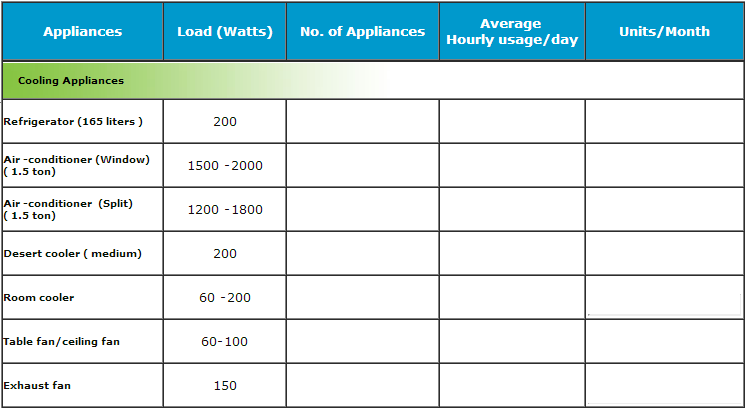 Appliances
Load (Watts)
No. of Appliances
Average
Hourly usage/day
Units/Month
Cooling Appliances
Refrigerator (165 liters )
200
Air -conditioner (Window)
( 1.5 ton)
1500 -2000
Air -conditioner  (Split)
( 1.5 ton)
1200 -1800
Desert cooler ( medium)
200
Room cooler
60 -200
Table fan/ceiling fan
60-100
Exhaust fan
150